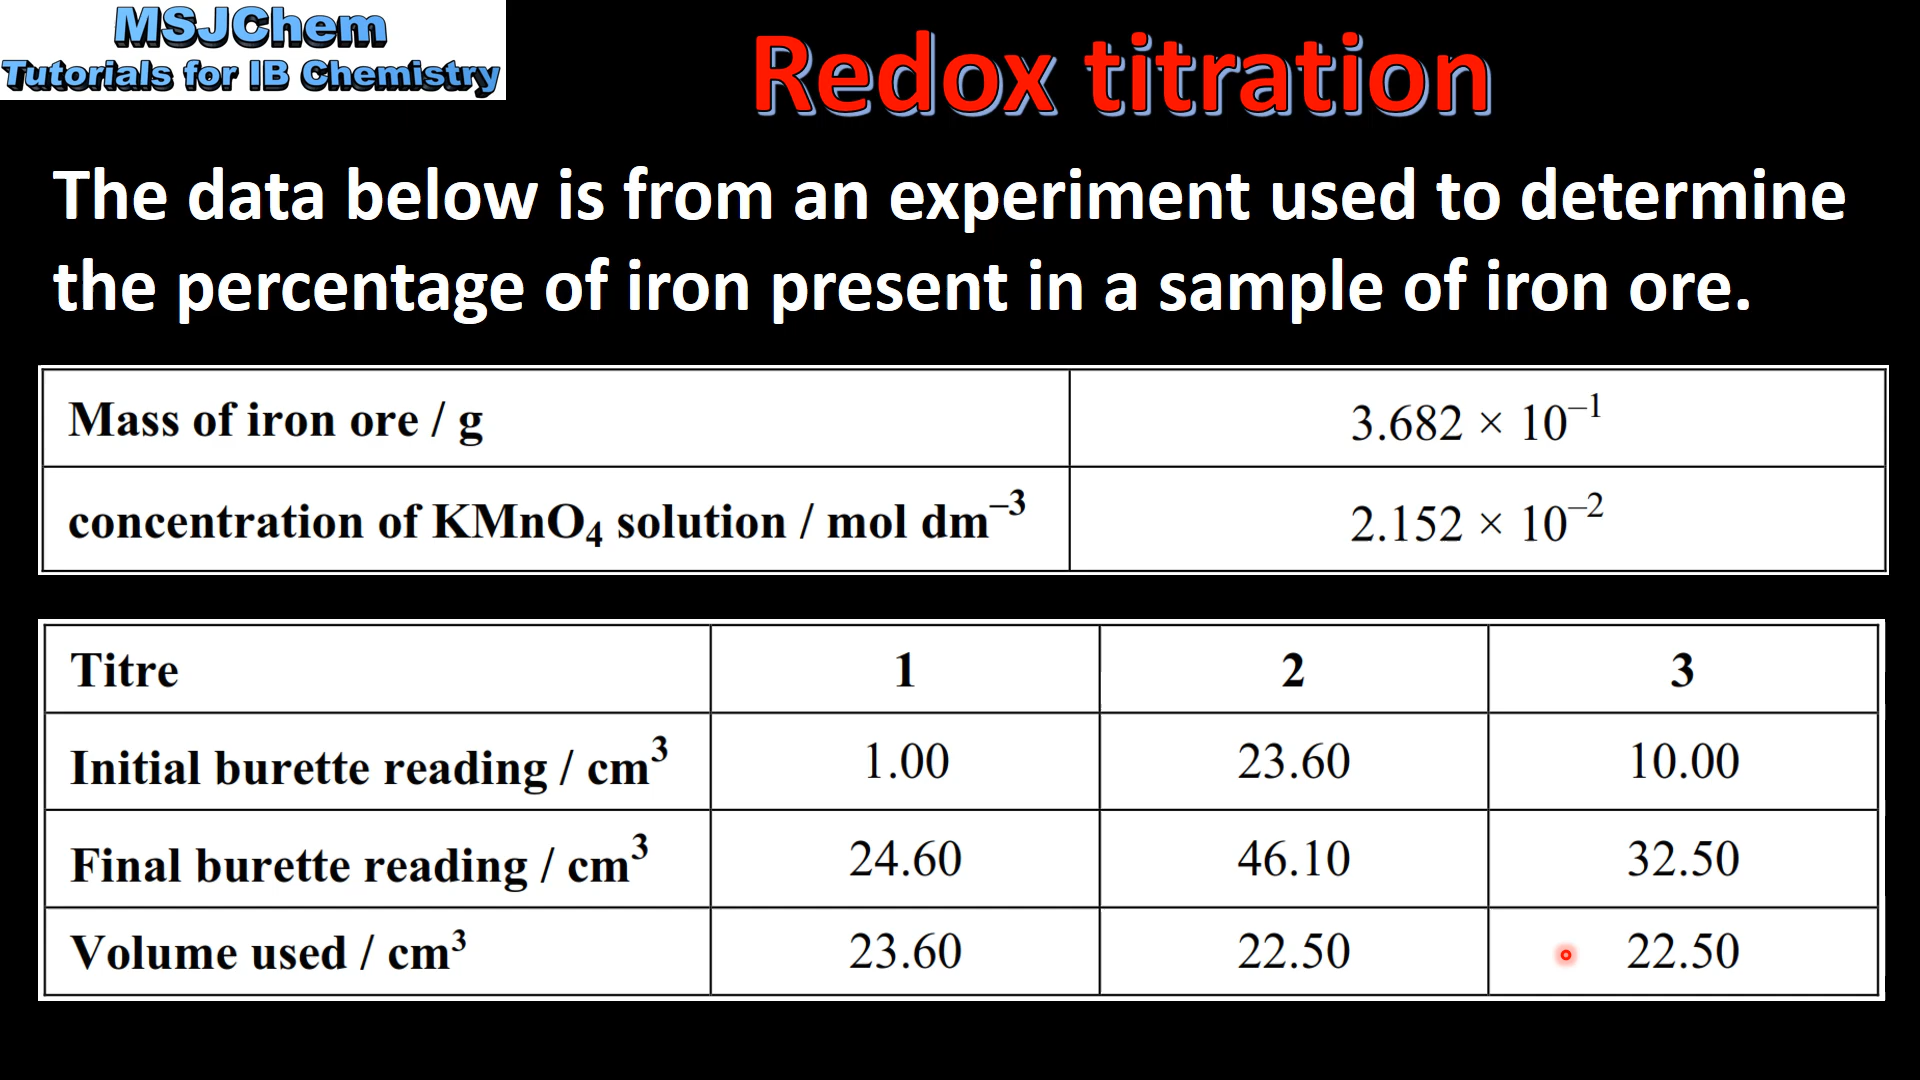 MSJChem
Tutorials for IB Chemistry
Redox titration
The data below is from an experiment used to determine
the percentage of iron present in a sample of iron ore.
Mass of iron ore / g 3.682 × 10⁻¹
concentration of KMnO₄ solution / mol dm⁻³ 2.152 × 10⁻²
Titre 1 2 3
Initial burette reading / cm³ 1.00 23.60 10.00
Final burette reading / cm³ 24.60 46.10 32.50
Volume used / cm³ 23.60 22.50 22.50